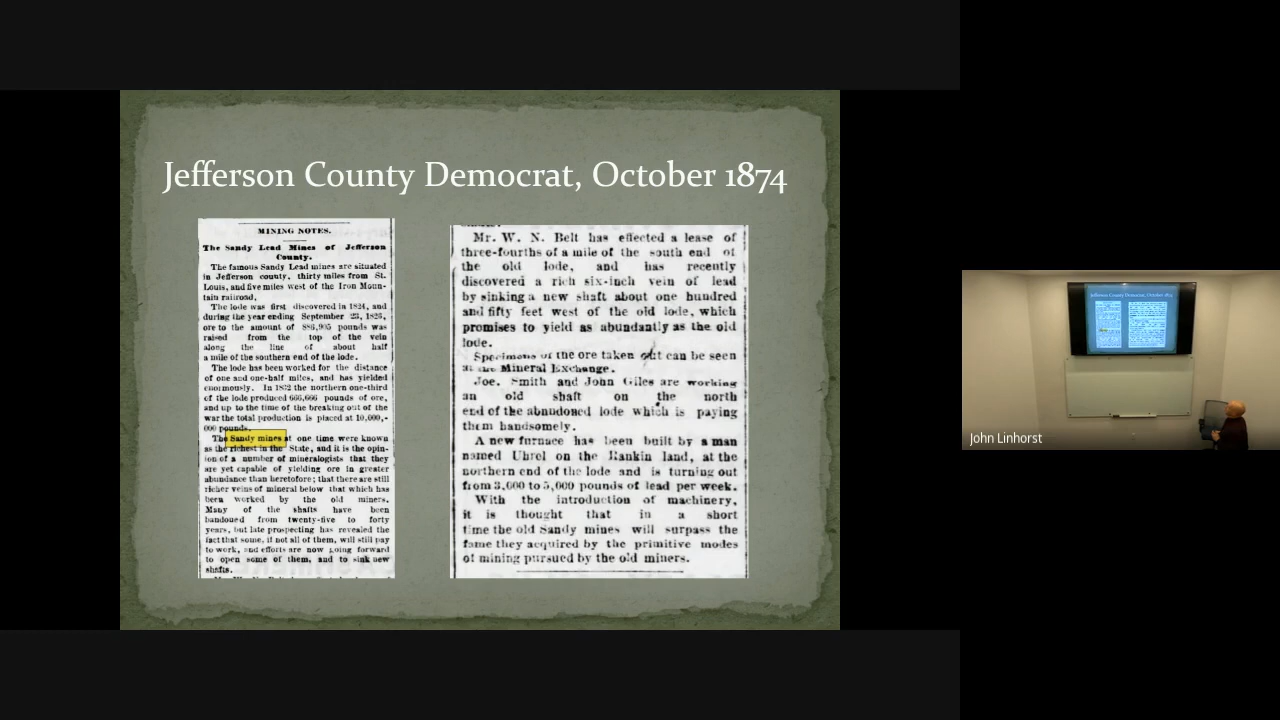 Jefferson County Democrat, October 1874
MINING NOTES.
The Sandy Lead Mines of Jefferson
County.
The famous Sandy Lead mines are situated
in Jefferson county, thirty miles from St.
Louis, and five miles west of the Iron Moun-
tain railroad,
The lode was first discovered in 1824, and
during the year ending September 23, 1825,
ore to the amount of pounds was
raised from the top of the vein
along the line of about half
a mile of the southern end of the lode.
The lode has been worked for the distance
of one and one-half miles, and has yielded
enormously. In the northern one-third
of the lode produced 666,666 pounds of ore,
and up to the time of the breaking out of the
war the total production is placed at 10,000,-
000 pounds.
The Sandy mines at one time were known
as the richest in the State, and it is the opin-
ion of a number of mineralogists that they
are yet capable of yielding ore in greater
abundance than heretofore; that there are still
richer veins of mineral below that which has
been worked by the old miners.
Many of the shafts have been
bandoned from twenty-five to forty
years, but late prospecting has revealed the
fact that some, if not all of them, will still pay
to work, and efforts are now going forward
to open some of them, and to sink new
shafts.
Mr. W. N. Belt has effected a lease of
three-fourths of a mile of the south end of
the old lode, and has recently
discovered a rich six-inch vein of lead
by sinking a new shaft about one hundred
and fifty feet west of the old lode, which
promises to yield as abundantly as the old
lode.
Specimens of the ore taken out can be seen
at the Mineral Exchange.
Joe. Smith and John Giles are working
an old shaft on the north
end of the abandoned lode which is paying
them handsomely.
A new furnace has been built by a man
named Ubrel on the Rankin land, at the
northern end of the lode and is turning out
from 3,000 to 5,000 pounds of lead per week.
With the introduction of machinery,
it is thought that in a short
time the old Sandy mines will surpass the
fame they acquired by the primitive modes
of mining pursued by the old miners.
John Linhorst